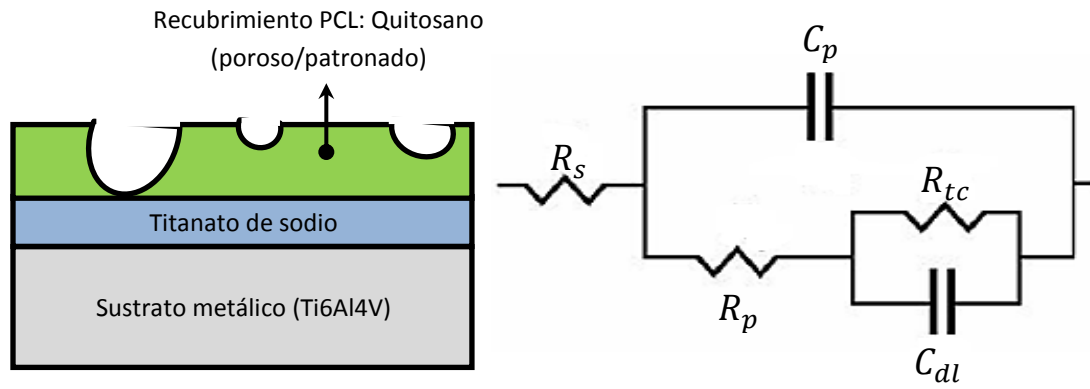 Recubrimiento PCL: Quitosano
(poroso/patronado)
Titanato de sodio
Sustrato metálico (Ti6Al4V)
C_p
R_s
R_tc
R_p
C_dl